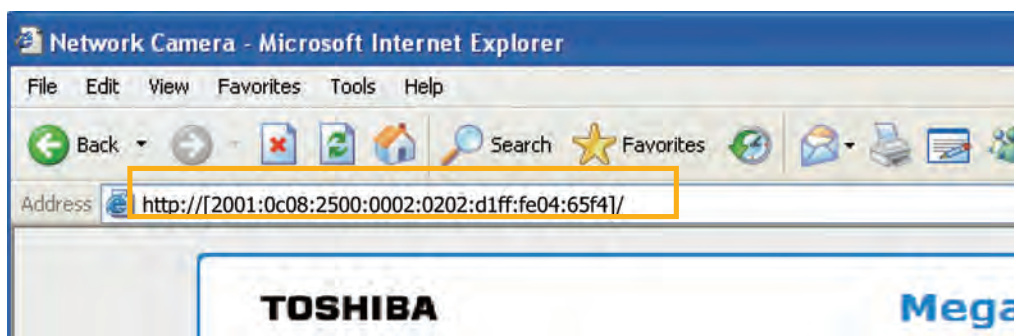 Network Camera - Microsoft Internet Explorer
File Edit View Favorites Tools Help
Back Search Favorites
Address http://[2001:0c08:2500:0002:0202:d1ff:fe04:65f4]/
TOSHIBA Mega